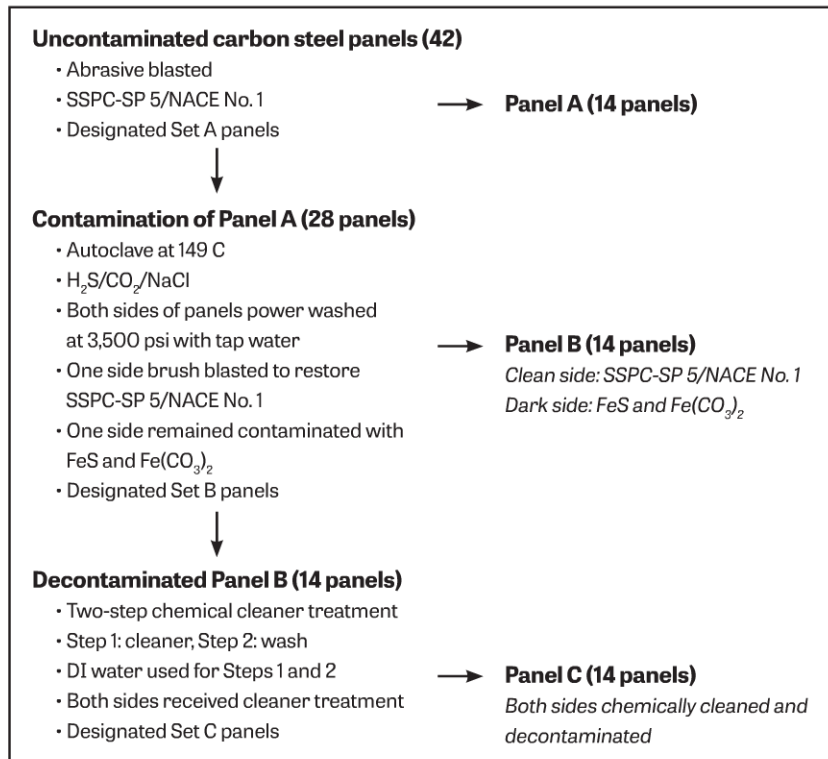 Uncontaminated carbon steel panels (42)
• Abrasive blasted
• SSPC-SP 5/NACE No. 1
• Designated Set A panels
Panel A (14 panels)
Contamination of Panel A (28 panels)
• Autoclave at 149 C
• H₂S/CO₂/NaCl
• Both sides of panels power washed
at 3,500 psi with tap water
• One side brush blasted to restore
SSPC-SP 5/NACE No. 1
• One side remained contaminated with
FeS and Fe(CO₃)₂
• Designated Set B panels
Panel B (14 panels)
Clean side: SSPC-SP 5/NACE No. 1
Dark side: FeS and Fe(CO₃)₂
Decontaminated Panel B (14 panels)
• Two-step chemical cleaner treatment
• Step 1: cleaner, Step 2: wash
• DI water used for Steps 1 and 2
• Both sides received cleaner treatment
• Designated Set C panels
Panel C (14 panels)
Both sides chemically cleaned and
decontaminated